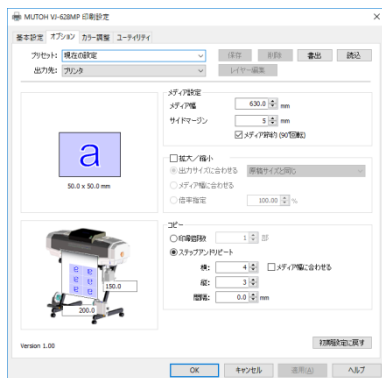 MUTOH VJ-628MP 印刷設定
基本設定 オプション カラー調整 ユーティリティ
プリセット: 現在の設定 保存 削除 書出 読込
出力先: プリンタ レイヤー編集
a
50.0 x 50.0 mm
150.0
200.0
メディア設定
メディア幅 630.0 mm
サイドマージン 5 mm
メディア節約 (90°回転)
拡大/縮小
出力サイズに合わせる 原稿サイズと同じ
メディア幅に合わせる
倍率指定 100.00 %
コピー
印刷部数 1 部
ステップアンドリピート
横: 4 メディア幅に合わせる
縦: 3
間隔: 0.0 mm
Version 1.00 初期設定に戻す
OK キャンセル 適用(A) ヘルプ